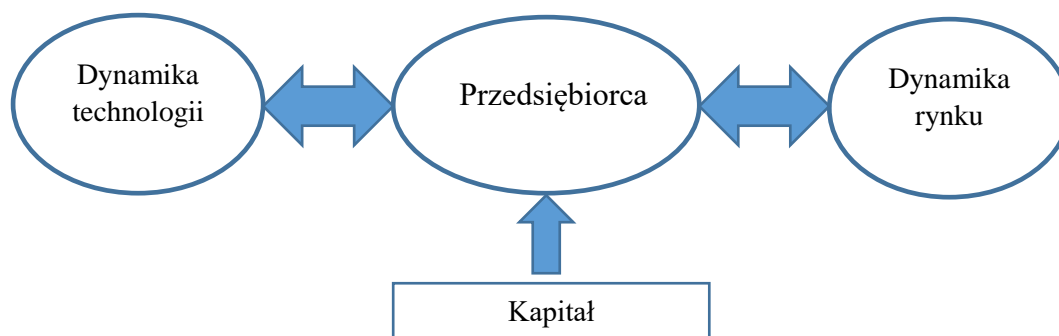 Dynamika
technologii
Przedsiębiorca
Dynamika
rynku
Kapitał